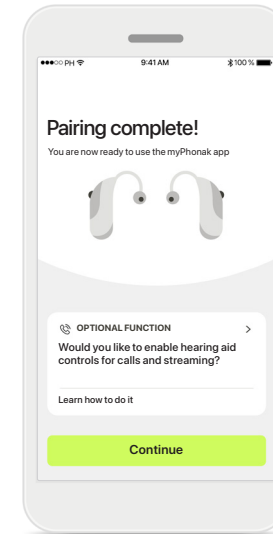 ●●●○○ PH 9:41 AM 100 %
Pairing complete!
You are now ready to use the myPhonak app
OPTIONAL FUNCTION
Would you like to enable hearing aid
controls for calls and streaming?
Learn how to do it
Continue